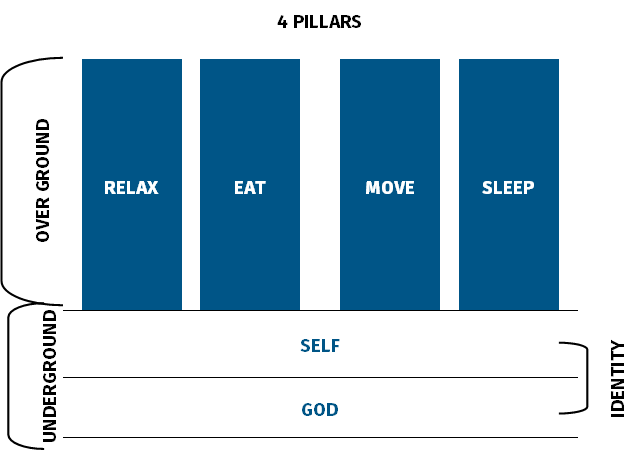 4 PILLARS
OVER GROUND
RELAX
EAT
MOVE
SLEEP
UNDERGROUND
SELF
GOD
IDENTITY